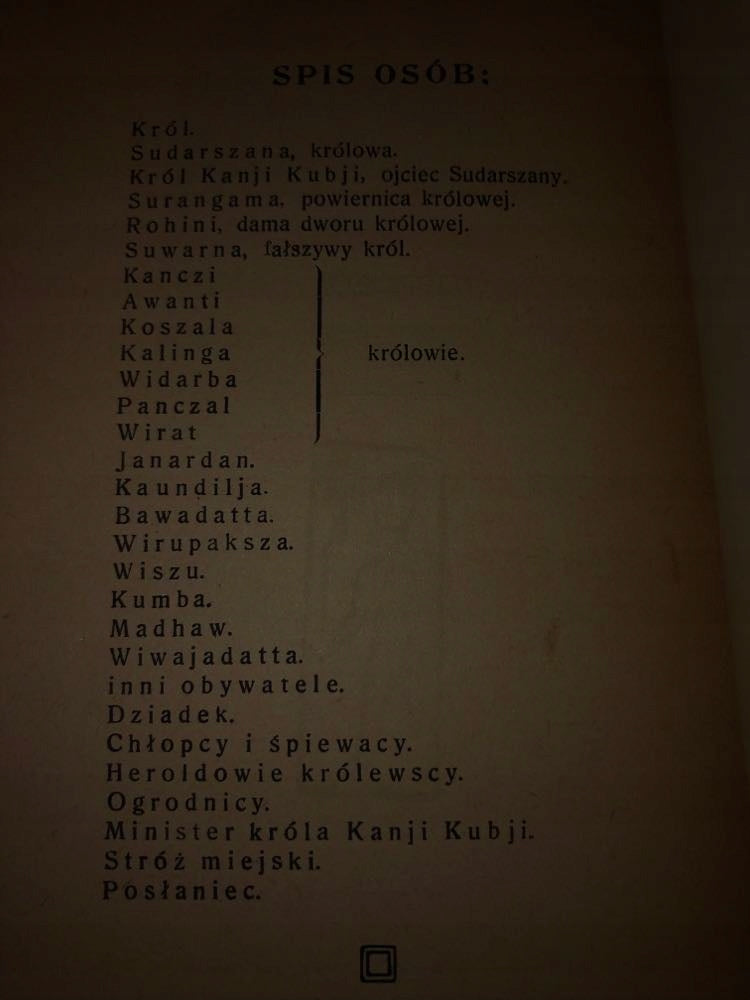 SPIS OSÓB:
Król.
Sudarszana, królowa.
Król Kanji Kubji, ojciec Sudarszany.
Surangama, powiernica królowej.
Rohini, dama dworu królowej.
Suwarna, fałszywy król.
Kanczi
Awanti
Koszala
Kalinga królowie.
Widarba
Panczal
Wirat
Janardan.
Kaundilja.
Bawadatta.
Wirupaksza.
Wiszu.
Kumba.
Madhaw.
Wiwajadatta.
inni obywatele.
Dziadek.
Chłopcy i śpiewacy.
Heroldowie królewscy.
Ogrodnicy.
Minister króla Kanji Kubji.
Stróż miejski.
Posłaniec.